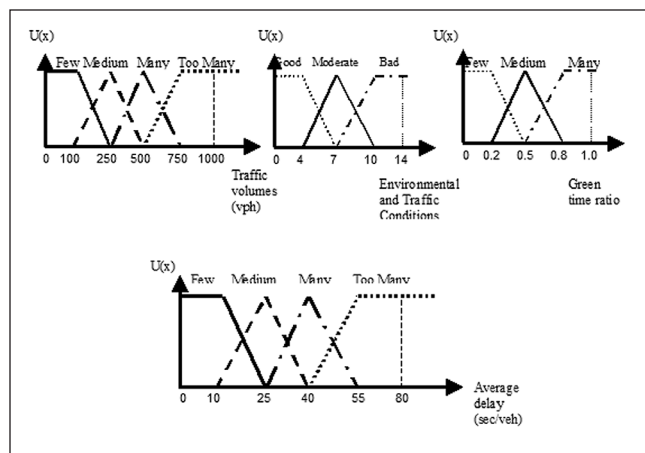 U(x)
Few Medium Many Too Many
0 100 250 500 750 1000
Traffic
volumes
(vph)
U(x)
Good Moderate Bad
0 4 7 10 14
Environmental
and Traffic
Conditions
U(x)
Few Medium Many
0 0.2 0.5 0.8 1.0
Green
time ratio
U(x)
Few Medium Many Too Many
0 10 25 40 55 80
Average
delay
(sec/veh)